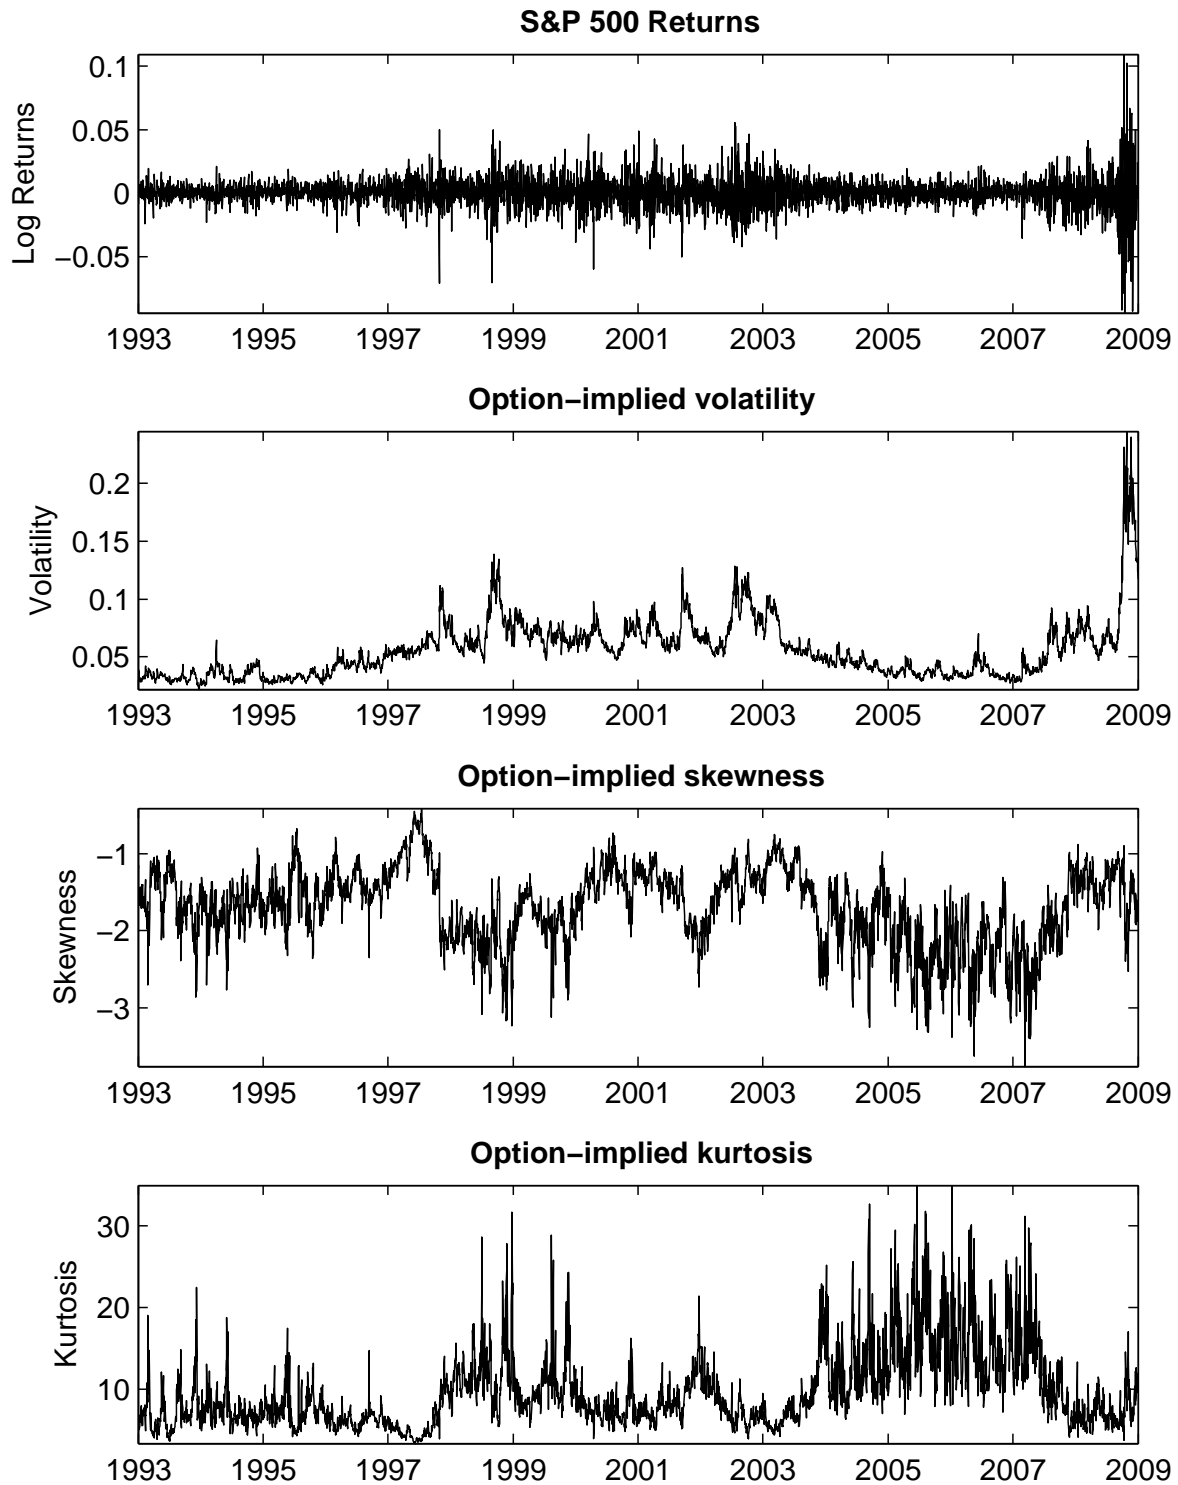 S&P 500 Returns
Log Returns
0.1
0.05
0
−0.05
1993 1995 1997 1999 2001 2003 2005 2007 2009
Option−implied volatility
Volatility
0.2
0.15
0.1
0.05
1993 1995 1997 1999 2001 2003 2005 2007 2009
Option−implied skewness
Skewness
−1
−2
−3
1993 1995 1997 1999 2001 2003 2005 2007 2009
Option−implied kurtosis
Kurtosis
30
20
10
1993 1995 1997 1999 2001 2003 2005 2007 2009